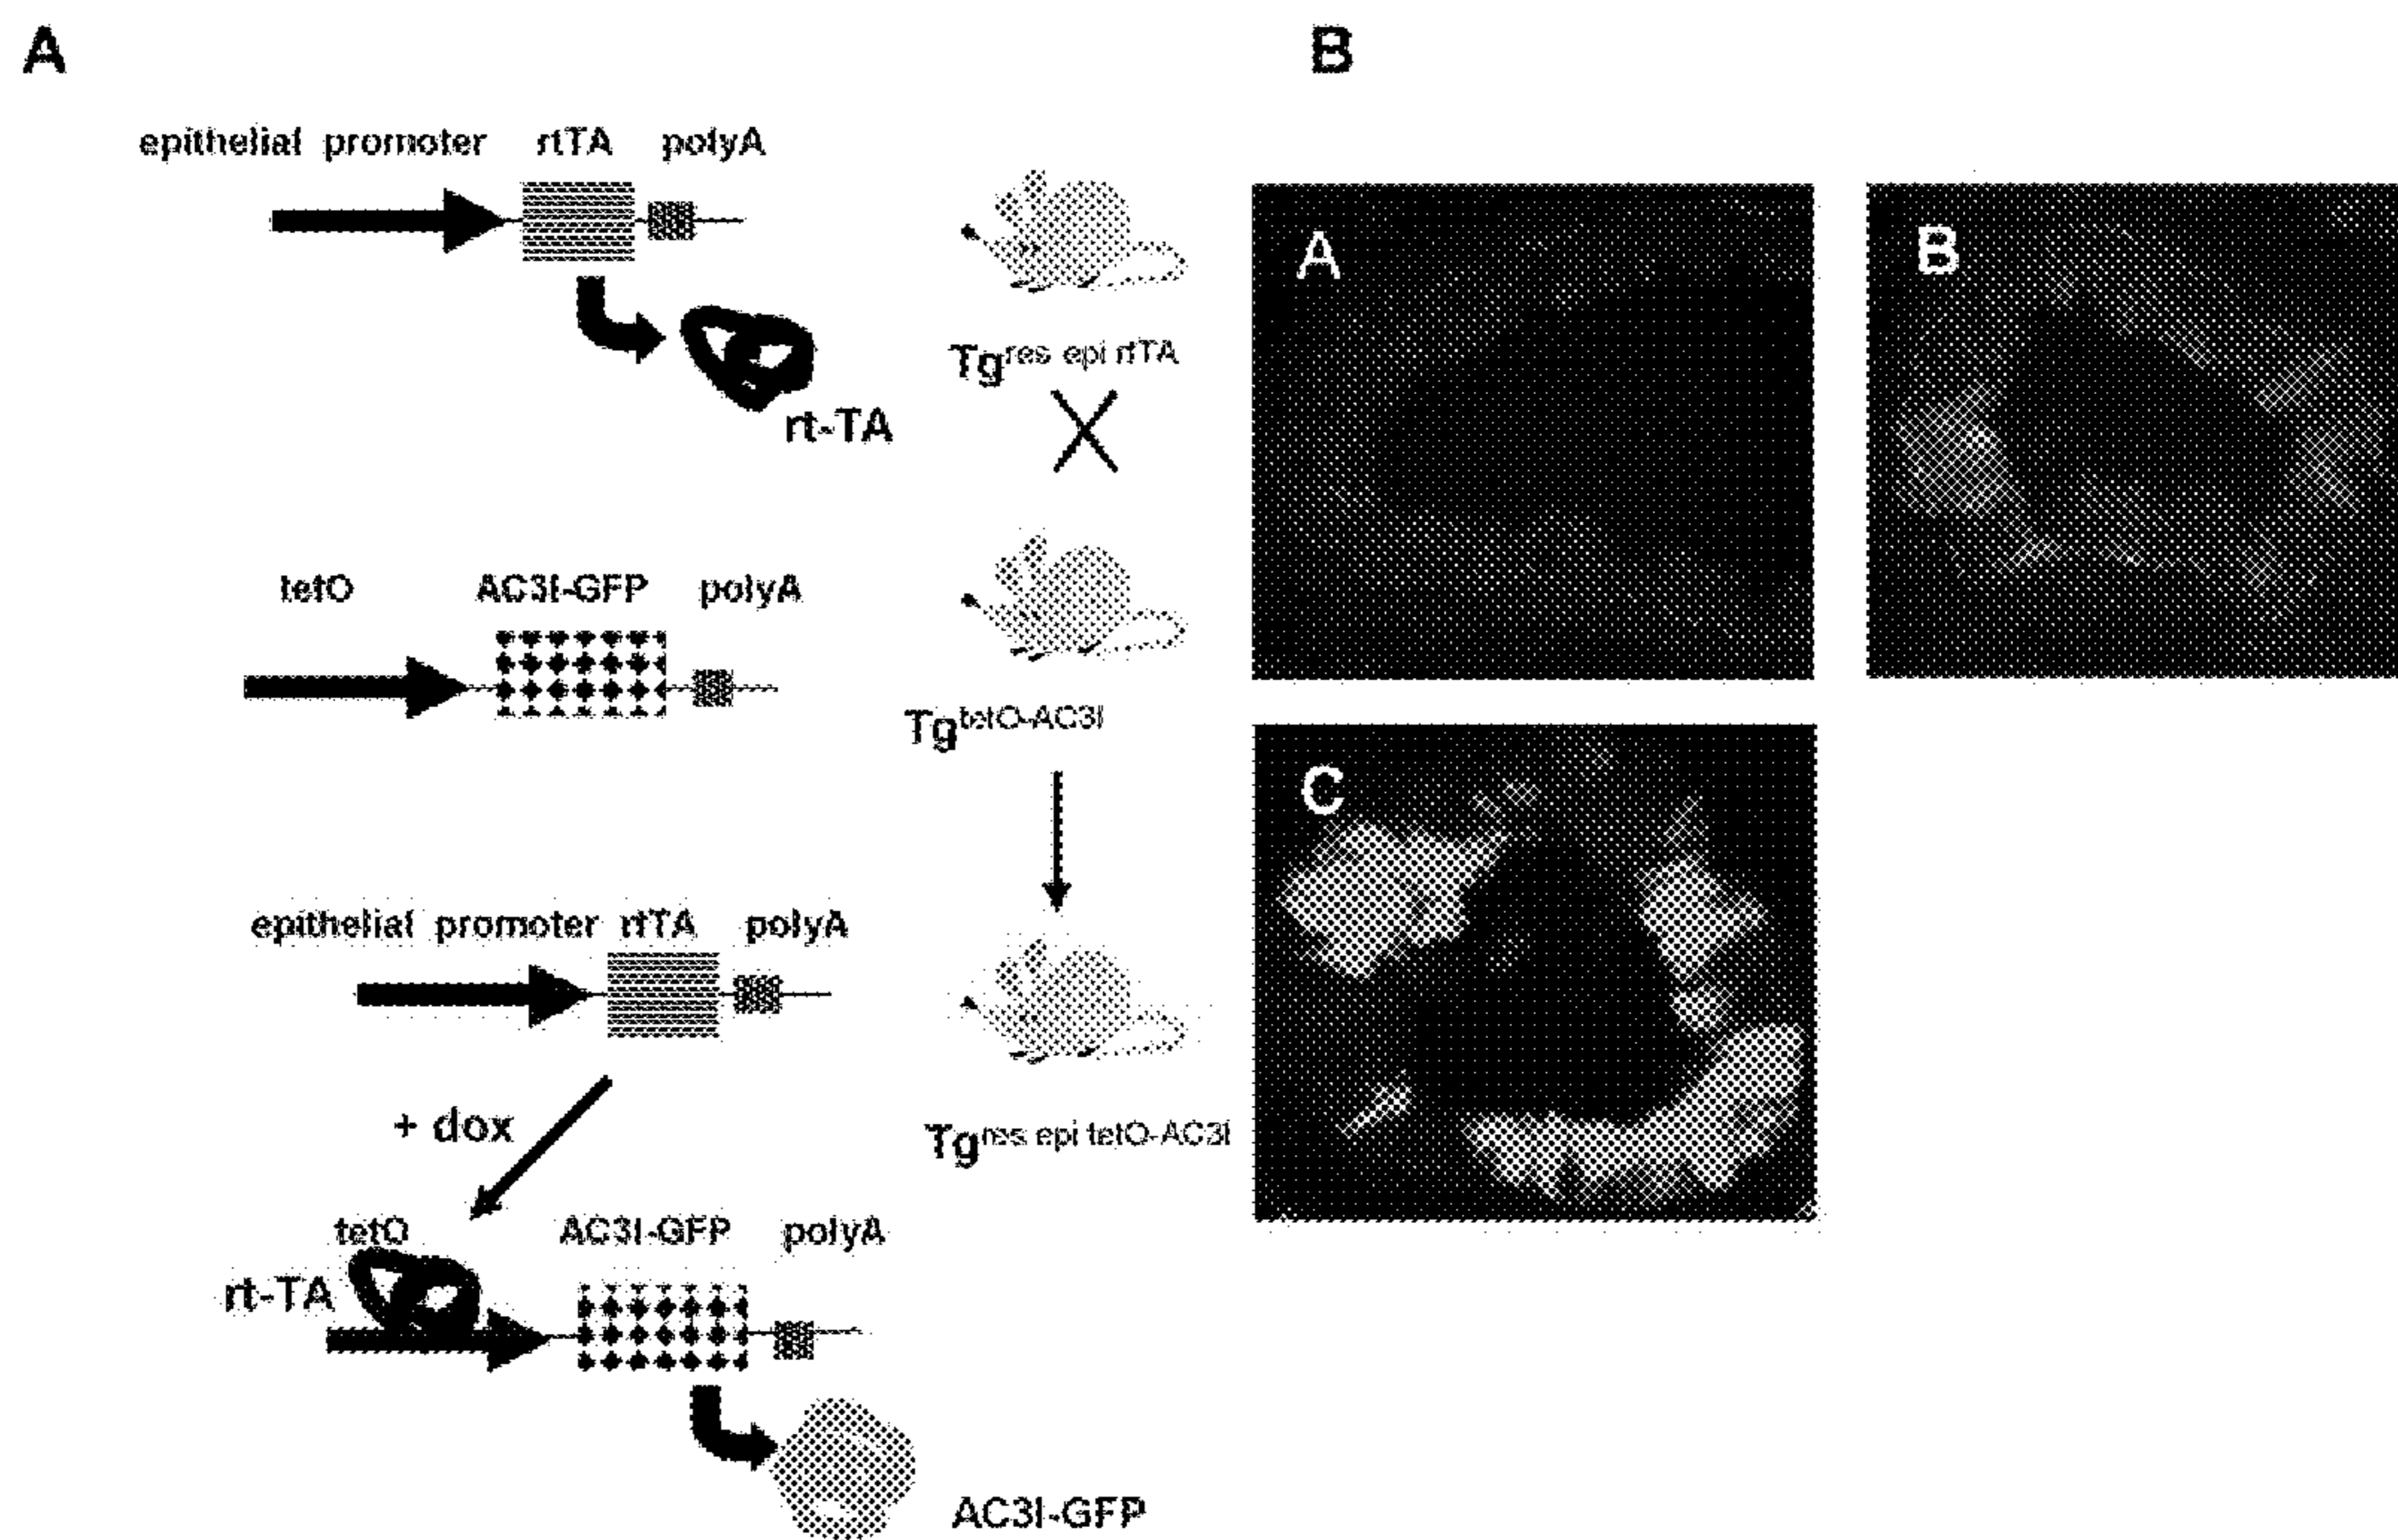 A
B
epithelial promoter rtTA polyA
rt-TA
Tg res epi rtTA
tetO AC3I-GFP polyA
Tg tetO-AC3I
epithelial promoter rtTA polyA
+ dox
Tg res epi tetO-AC3I
tetO AC3I-GFP polyA
rt-TA
AC3I-GFP
A
B
C